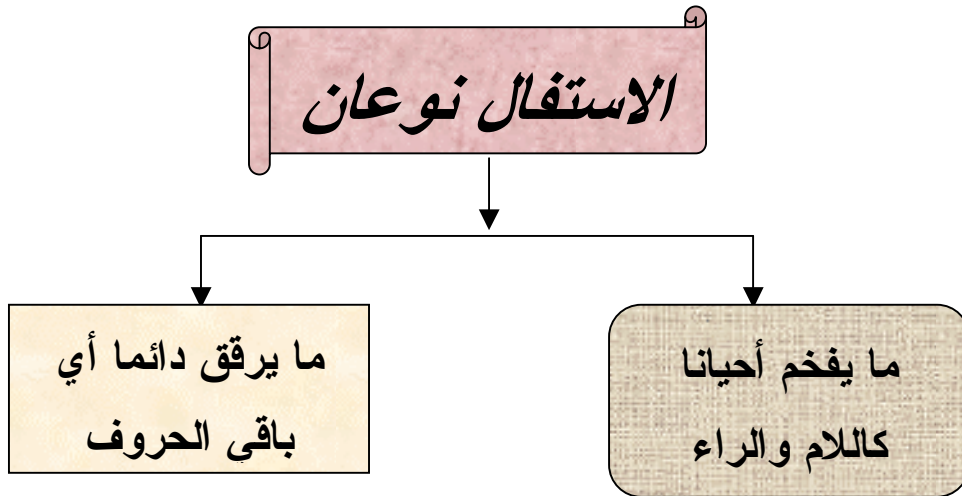 الاستفال نوعان
ما يفخم أحيانا
كاللام والراء
ما يرقق دائما أي
باقي الحروف